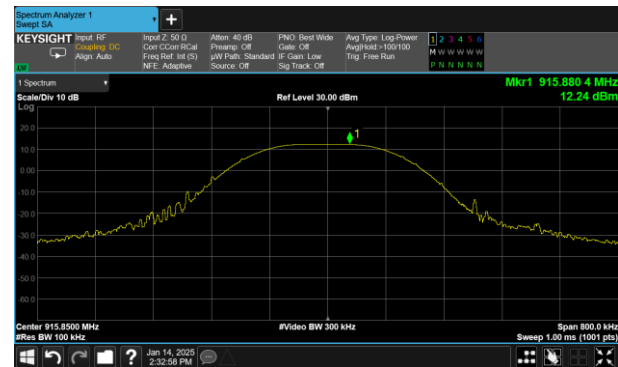 Spectrum Analyzer 1
Swept SA
+
KEYSIGHT Input: RF Input Z: 50 Ω Atten: 40 dB PNO: Best Wide Avg Type: Log-Power 1 2 3 4 5 6
Coupling: DC Corr CCorr RCal Preamp: Off Gate: Off Avg|Hold:>100/100 M W W W W W
Align: Auto Freq Ref: Int (S) µW Path: Standard IF Gain: Low Trig: Free Run
NFE: Adaptive Source: Off Sig Track: Off P N N N N N
1 Spectrum Mkr1 915.880 4 MHz
Scale/Div 10 dB Ref Level 30.00 dBm 12.24 dBm
Log
1
20.0
10.00
0.00
-10.0
-20.0
-30.0
-40.0
-50.0
-60.0
Center 915.8500 MHz #Video BW 300 kHz Span 800.0 kHz
#Res BW 100 kHz Sweep 1.00 ms (1001 pts)
? Jan 14, 2025
2:32:58 PM